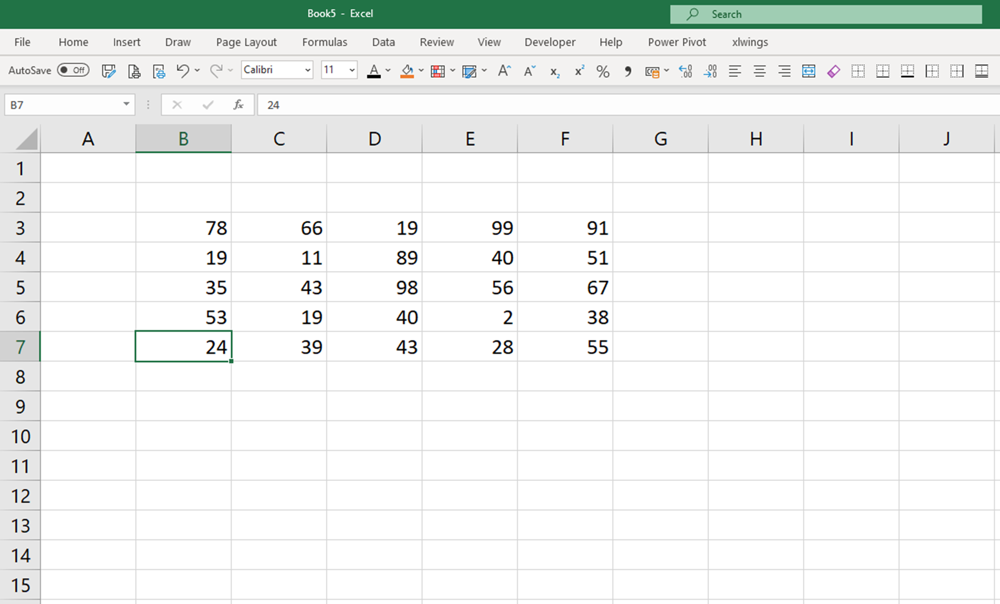 Book5 - Excel
Search
File Home Insert Draw Page Layout Formulas Data Review View Developer Help Power Pivot xlwings
AutoSave Off Calibri 11
B7 fx 24
A B C D E F G H I J
1
2
3 78 66 19 99 91
4 19 11 89 40 51
5 35 43 98 56 67
6 53 19 40 2 38
7 24 39 43 28 55
8
9
10
11
12
13
14
15